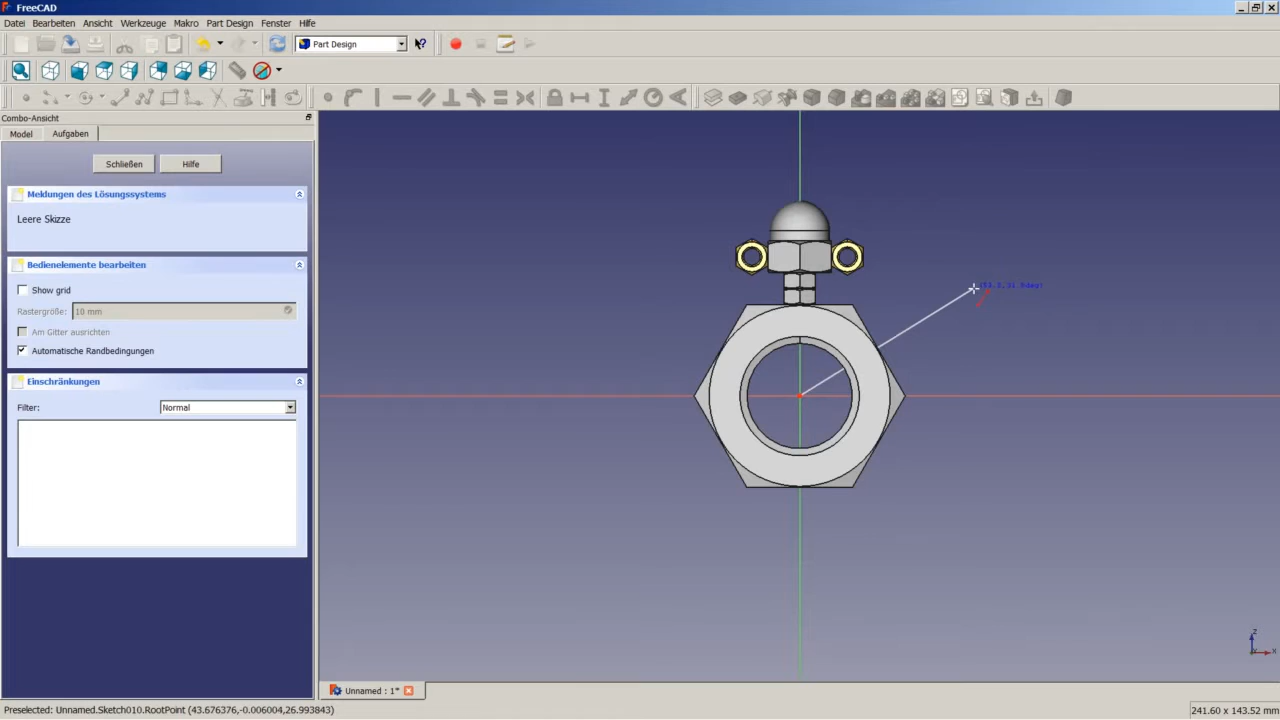 FreeCAD
Datei Bearbeiten Ansicht Werkzeuge Makro Part Design Fenster Hilfe
Part Design
Combo-Ansicht
Model Aufgaben
Schließen Hilfe
Meldungen des Lösungssystems
Leere Skizze
Bedienelemente bearbeiten
Show grid
Rastergröße: 10 mm
Am Gitter ausrichten
Automatische Randbedingungen
Einschränkungen
Filter: Normal
Z
X
Unnamed : 1*
Preselected: Unnamed.Sketch010.RootPoint (43.676376,-0.006004,26.993843)
241.60 x 143.52 mm